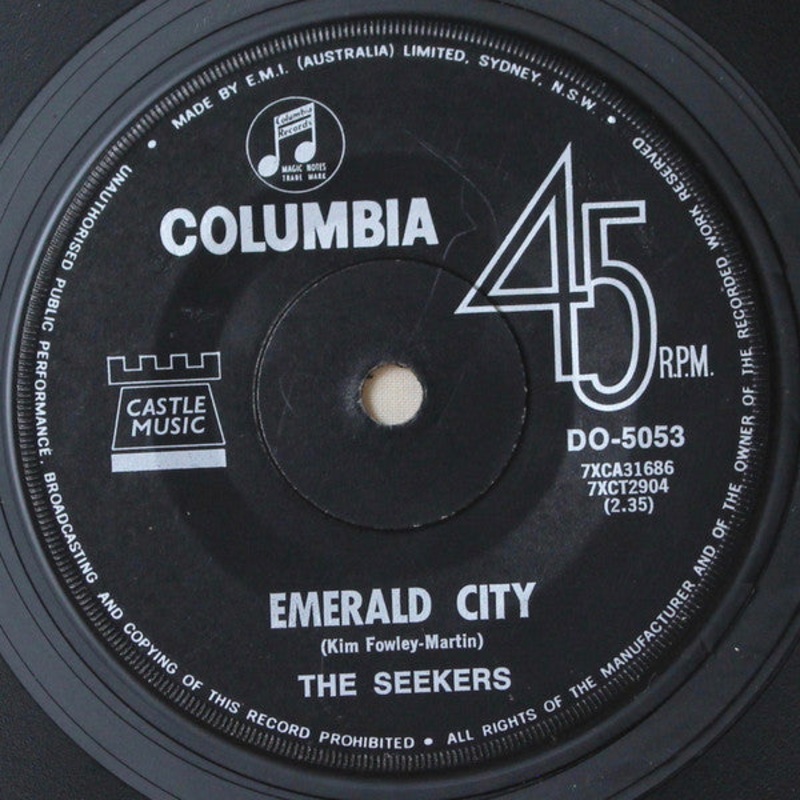 MADE BY E.M.I. (AUSTRALIA) LIMITED, SYDNEY, N.S.W.
Columbia
Records
MAGIC NOTES
TRADE MARK
COLUMBIA
45
R.P.M.
CASTLE
MUSIC
DO-5053
7XCA31686
7XCT2904
(2.35)
EMERALD CITY
(Kim Fowley-Martin)
THE SEEKERS
UNAUTHORISED PUBLIC PERFORMANCE, BROADCASTING AND COPYING OF THIS RECORD PROHIBITED • ALL RIGHTS OF THE MANUFACTURER AND OF THE OWNER OF THE RECORDED WORK RESERVED